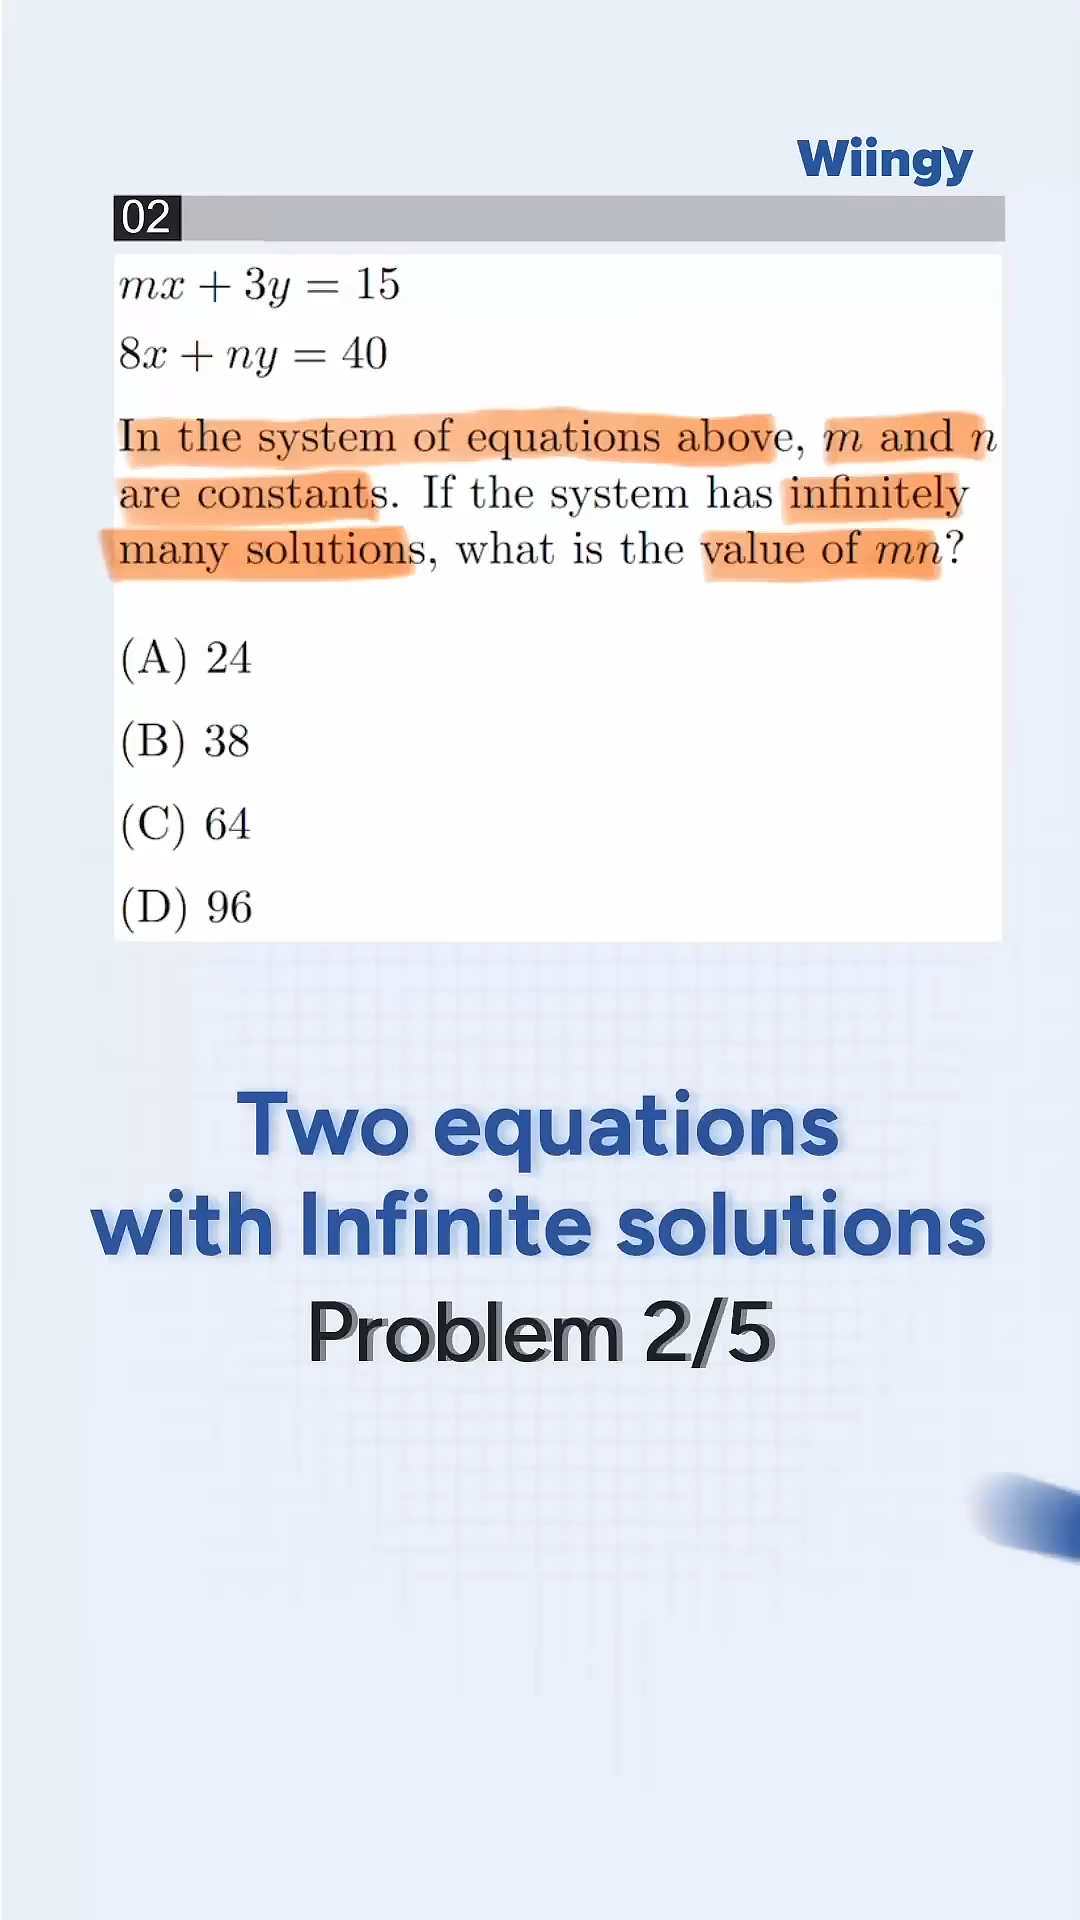 Wiingy
02
mx + 3y = 15
8x + ny = 40
In the system of equations above, m and n
are constants. If the system has infinitely
many solutions, what is the value of mn?
(A) 24
(B) 38
(C) 64
(D) 96
Two equations
with Infinite solutions
Problem 2/5